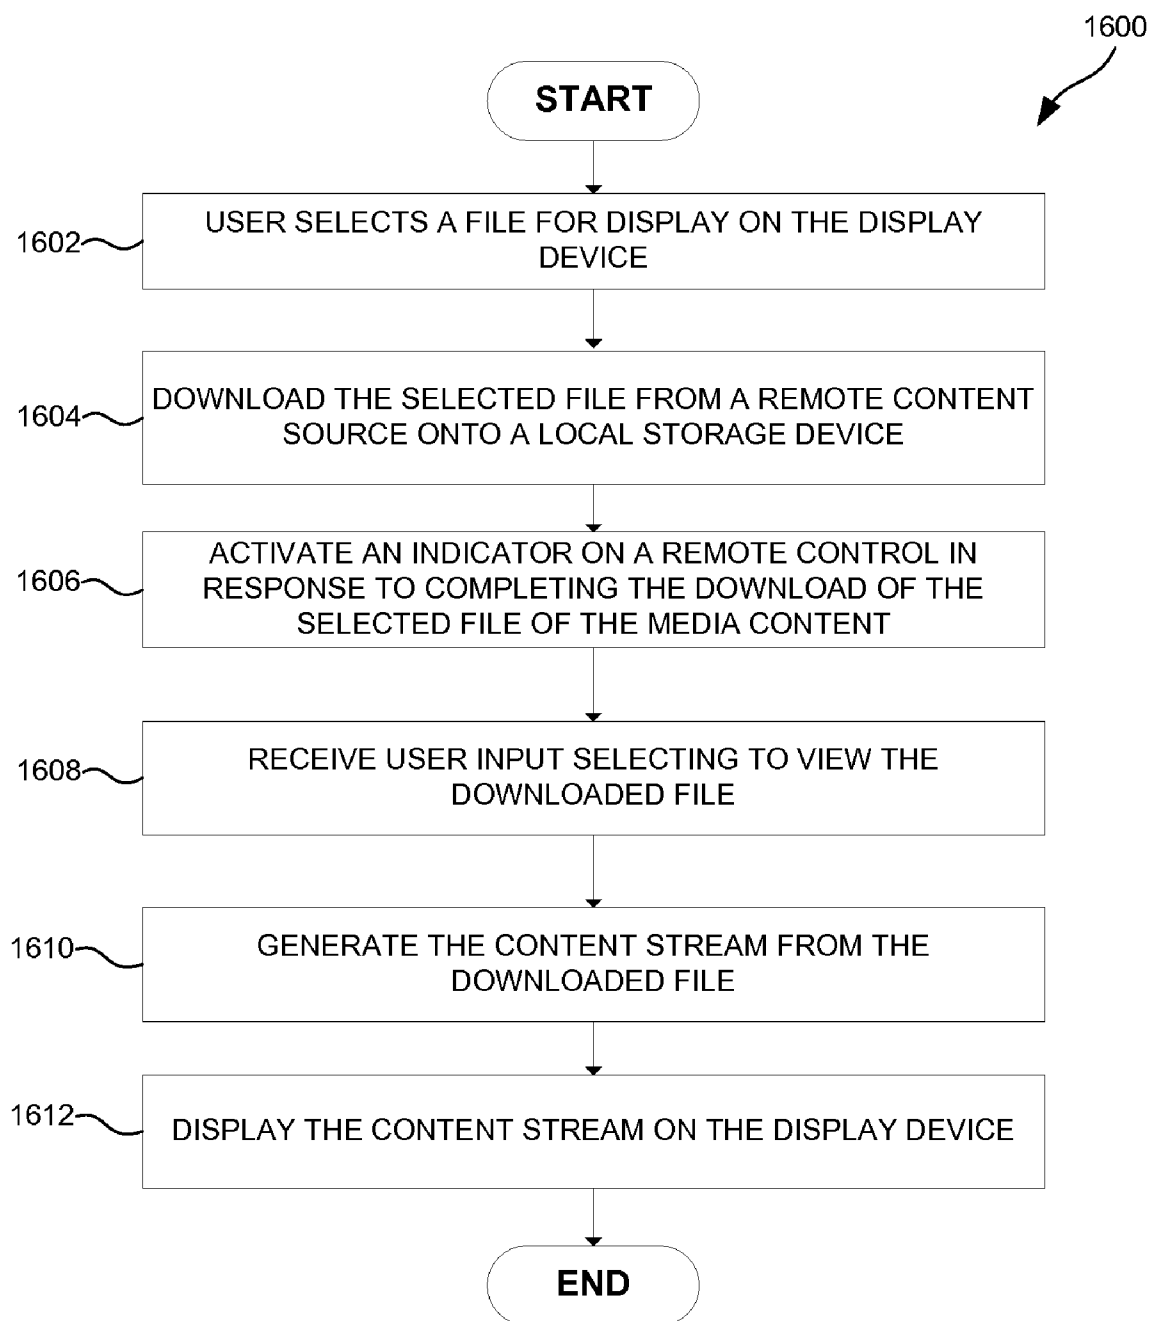 1600
START
1602
USER SELECTS A FILE FOR DISPLAY ON THE DISPLAY
DEVICE
1604
DOWNLOAD THE SELECTED FILE FROM A REMOTE CONTENT
SOURCE ONTO A LOCAL STORAGE DEVICE
1606
ACTIVATE AN INDICATOR ON A REMOTE CONTROL IN
RESPONSE TO COMPLETING THE DOWNLOAD OF THE
SELECTED FILE OF THE MEDIA CONTENT
1608
RECEIVE USER INPUT SELECTING TO VIEW THE
DOWNLOADED FILE
1610
GENERATE THE CONTENT STREAM FROM THE
DOWNLOADED FILE
1612
DISPLAY THE CONTENT STREAM ON THE DISPLAY DEVICE
END